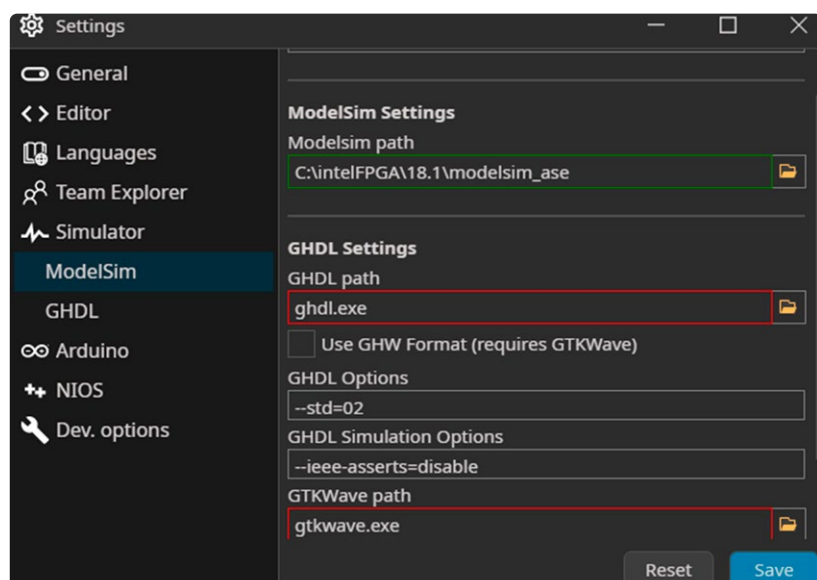 Settings
General
Editor
Languages
Team Explorer
Simulator
ModelSim
GHDL
Arduino
NIOS
Dev. options
ModelSim Settings
Modelsim path
C:\intelFPGA\18.1\modelsim_ase
GHDL Settings
GHDL path
ghdl.exe
Use GHW Format (requires GTKWave)
GHDL Options
--std=02
GHDL Simulation Options
--ieee-asserts=disable
GTKWave path
gtkwave.exe
Reset
Save